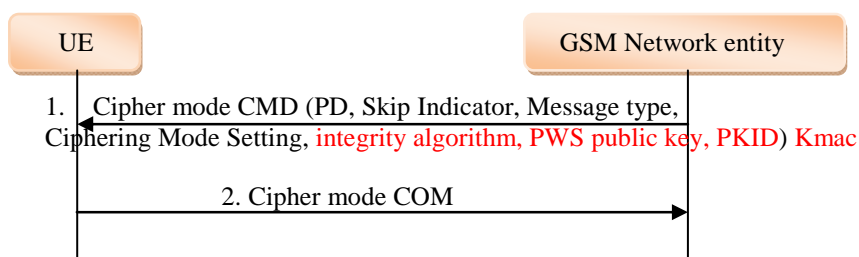 UE
GSM Network entity
1. Cipher mode CMD (PD, Skip Indicator, Message type,
Ciphering Mode Setting, integrity algorithm, PWS public key, PKID) Kmac
2. Cipher mode COM